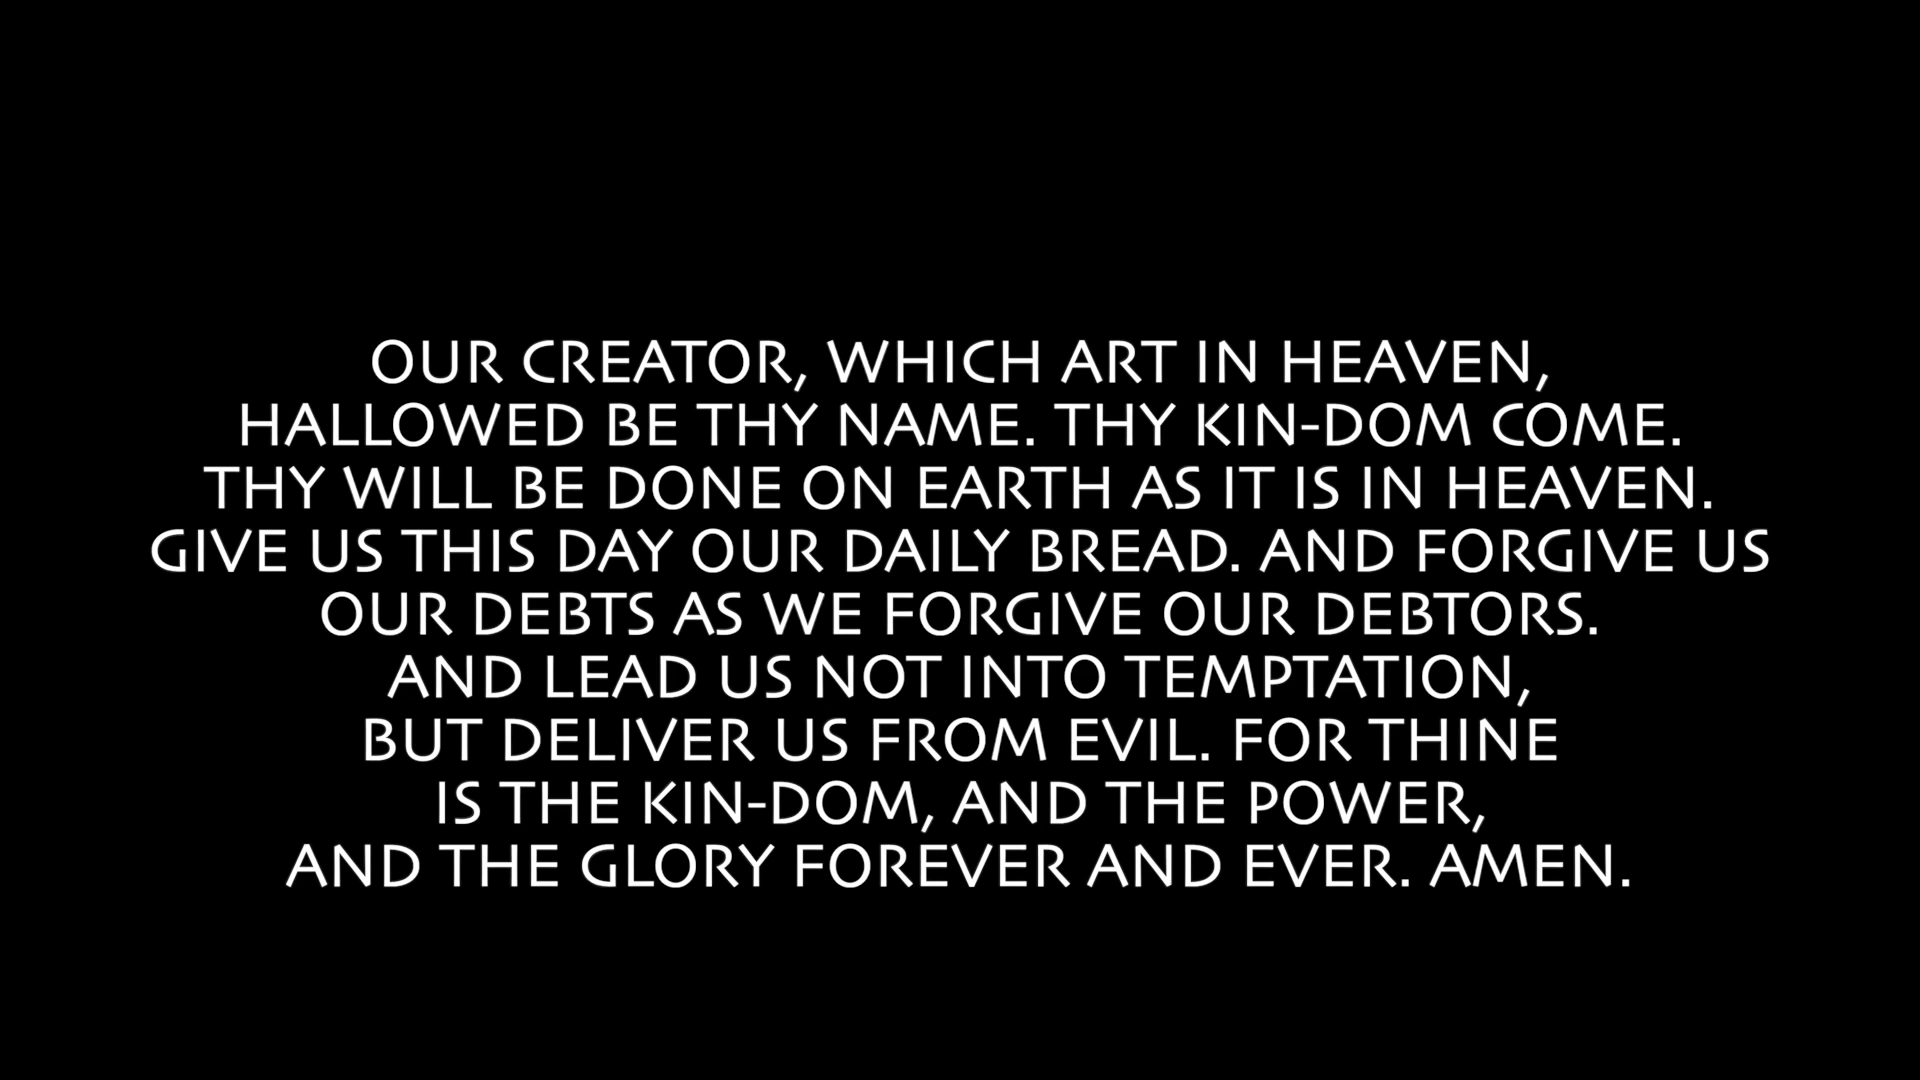 OUR CREATOR, WHICH ART IN HEAVEN,
HALLOWED BE THY NAME. THY KIN-DOM COME.
THY WILL BE DONE ON EARTH AS IT IS IN HEAVEN.
GIVE US THIS DAY OUR DAILY BREAD. AND FORGIVE US
OUR DEBTS AS WE FORGIVE OUR DEBTORS.
AND LEAD US NOT INTO TEMPTATION,
BUT DELIVER US FROM EVIL. FOR THINE
IS THE KIN-DOM, AND THE POWER,
AND THE GLORY FOREVER AND EVER. AMEN.